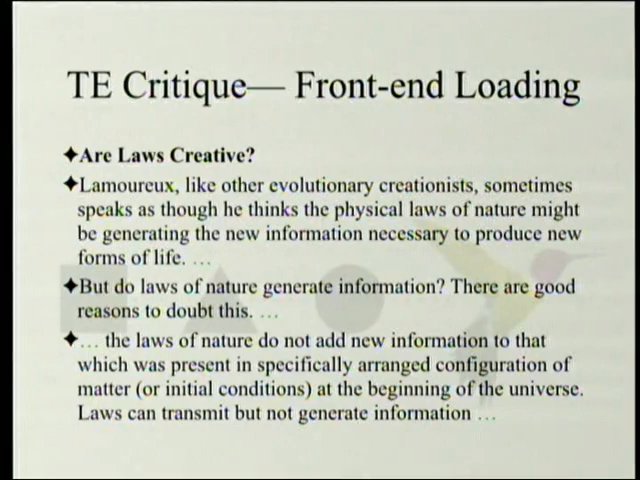 TE Critique— Front-end Loading
✦Are Laws Creative?
✦Lamoureux, like other evolutionary creationists, sometimes
speaks as though he thinks the physical laws of nature might
be generating the new information necessary to produce new
forms of life. …
✦But do laws of nature generate information? There are good
reasons to doubt this. …
✦… the laws of nature do not add new information to that
which was present in specifically arranged configuration of
matter (or initial conditions) at the beginning of the universe.
Laws can transmit but not generate information …